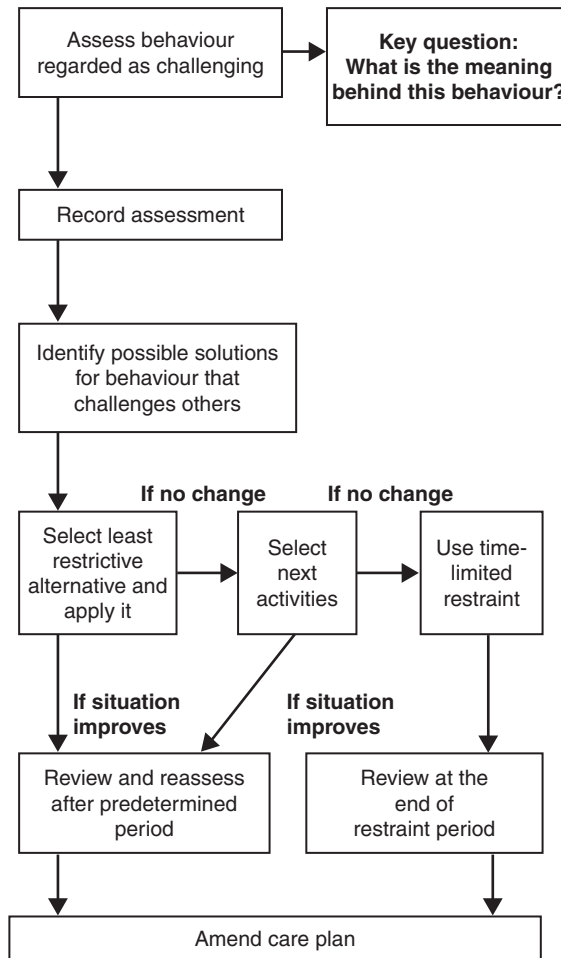 Assess behaviour
regarded as challenging
Key question:
What is the meaning
behind this behaviour?
Record assessment
Identify possible solutions
for behaviour that
challenges others
If no change
If no change
Select least
restrictive
alternative and
apply it
Select
next
activities
Use time-
limited
restraint
If situation
improves
If situation
improves
Review and reassess
after predetermined
period
Review at the
end of
restraint period
Amend care plan